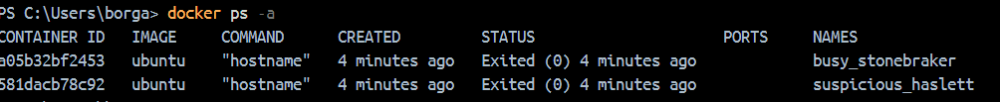 PS C:\Users\borga> docker ps -a
CONTAINER ID   IMAGE     COMMAND      CREATED         STATUS                     PORTS     NAMES
a05b32bf2453   ubuntu    "hostname"   4 minutes ago   Exited (0) 4 minutes ago             busy_stonebraker
581dacb78c92   ubuntu    "hostname"   4 minutes ago   Exited (0) 4 minutes ago             suspicious_haslett